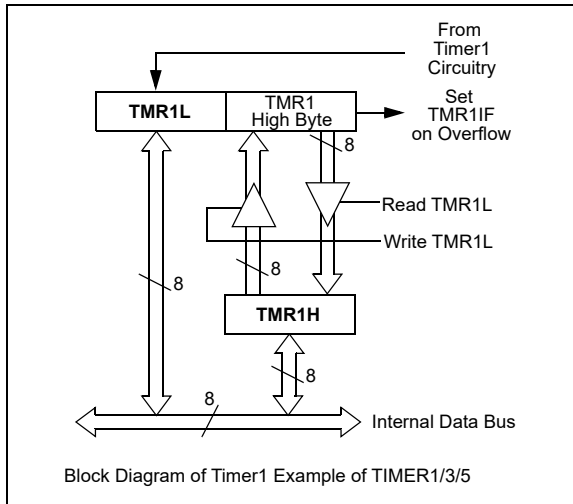 From
Timer1
Circuitry
TMR1L
TMR1
High Byte
Set
TMR1IF
on Overflow
8
Read TMR1L
Write TMR1L
8
8
TMR1H
8
8
Internal Data Bus
Block Diagram of Timer1 Example of TIMER1/3/5